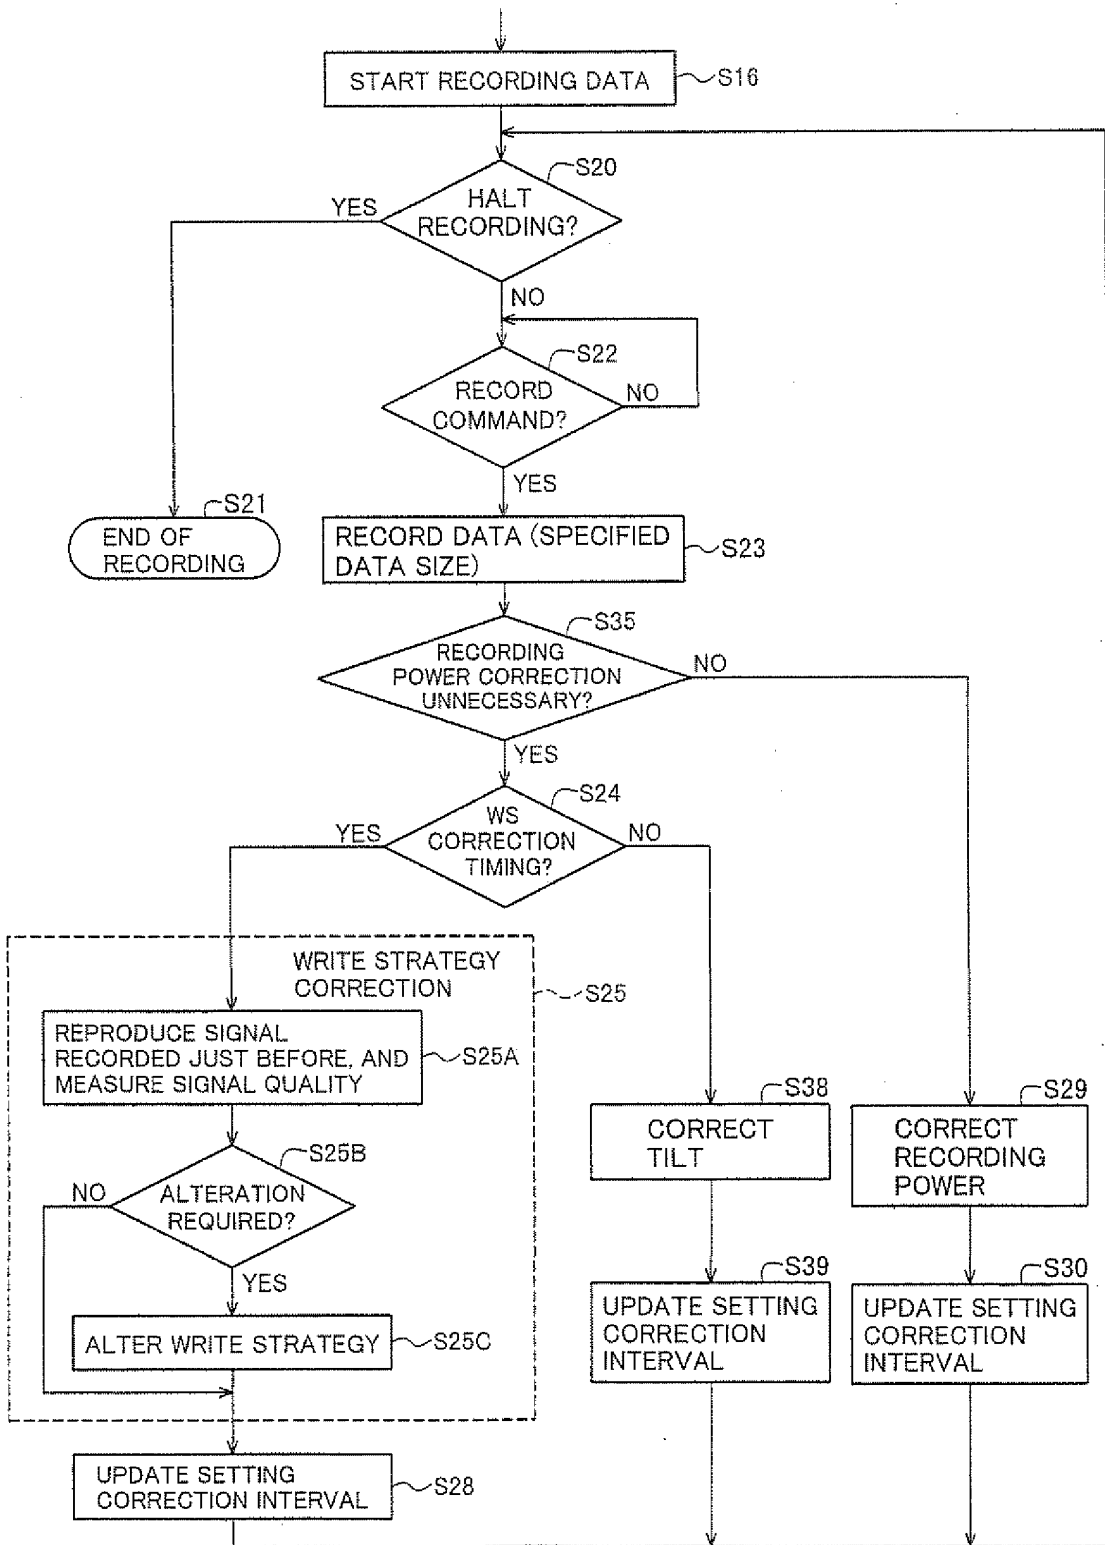 START RECORDING DATA
S16
S20
HALT
RECORDING?
YES
NO
S22
RECORD
COMMAND?
NO
YES
S21
END OF
RECORDING
RECORD DATA (SPECIFIED
DATA SIZE)
S23
S35
RECORDING
POWER CORRECTION
UNNECESSARY?
NO
YES
S24
WS
CORRECTION
TIMING?
YES
NO
WRITE STRATEGY
CORRECTION
S25
REPRODUCE SIGNAL
RECORDED JUST BEFORE, AND
MEASURE SIGNAL QUALITY
S25A
S25B
ALTERATION
REQUIRED?
NO
YES
ALTER WRITE STRATEGY
S25C
UPDATE SETTING
CORRECTION INTERVAL
S28
S38
CORRECT
TILT
S39
UPDATE SETTING
CORRECTION
INTERVAL
S29
CORRECT
RECORDING
POWER
S30
UPDATE SETTING
CORRECTION
INTERVAL